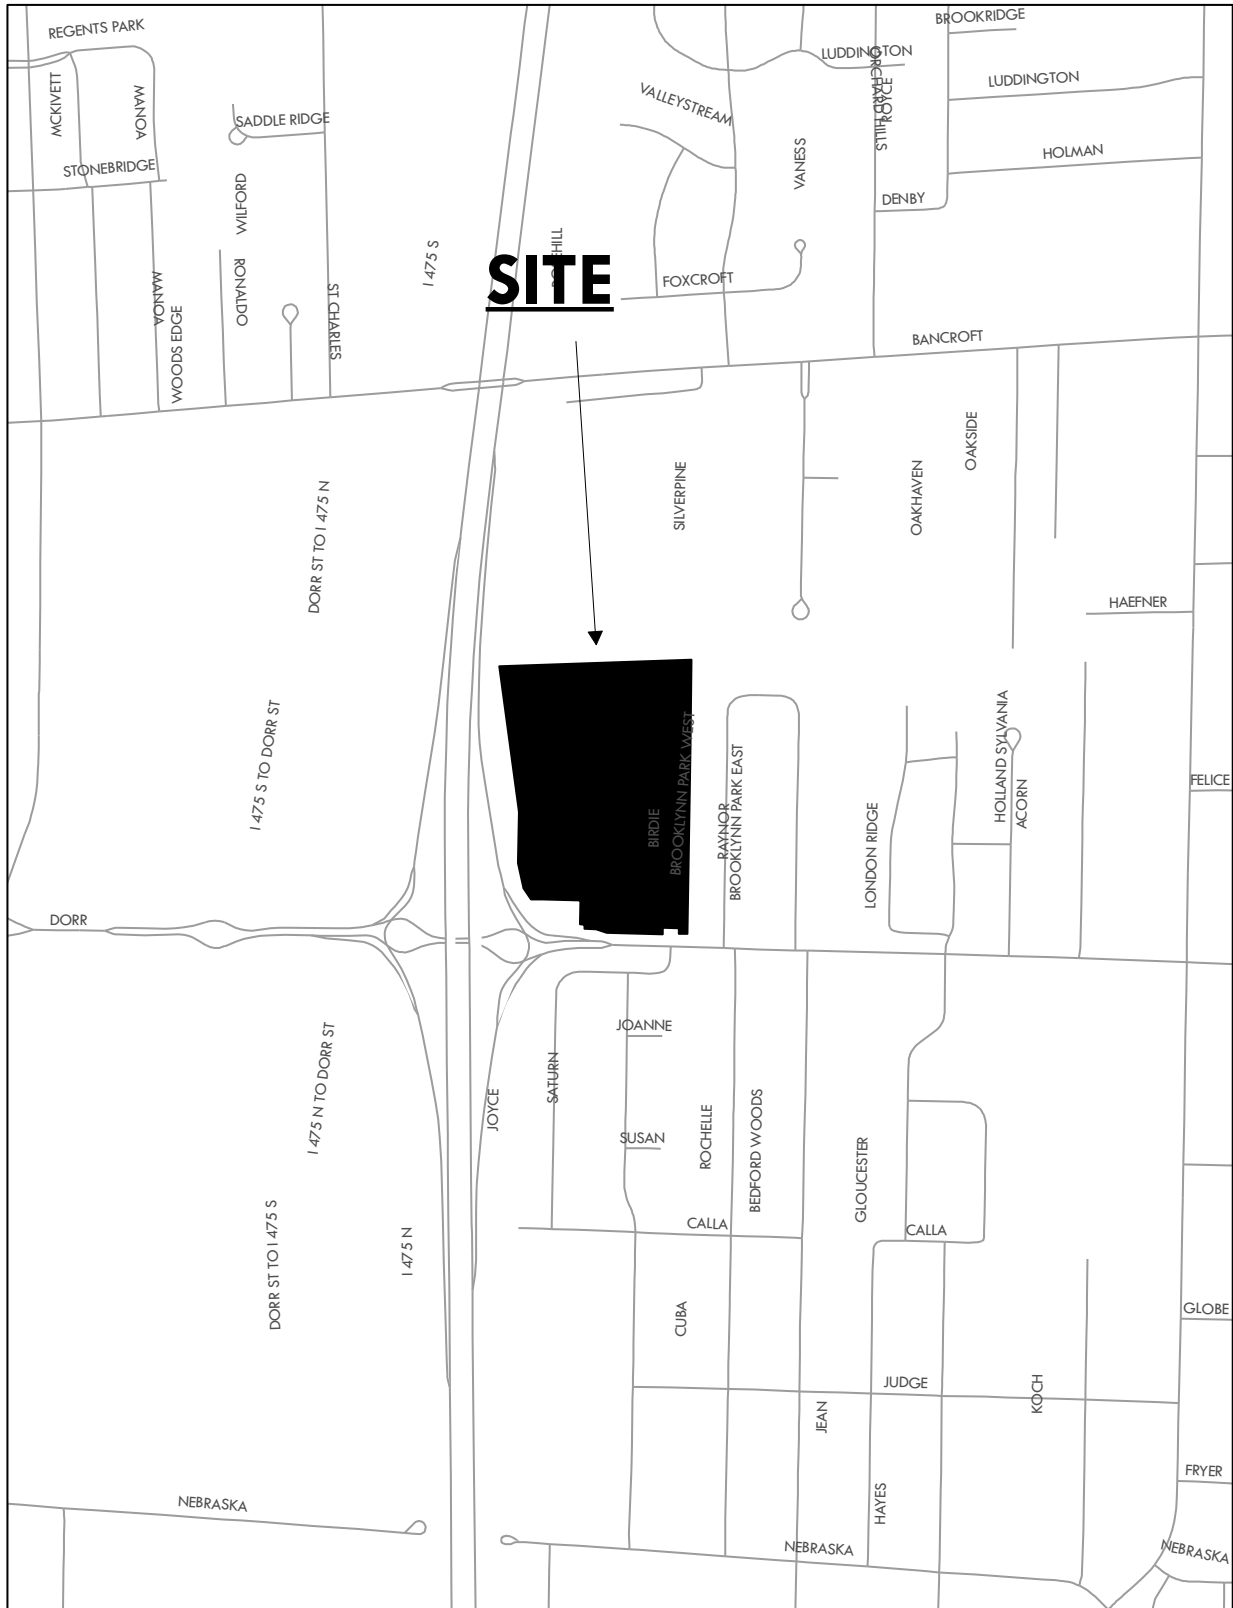 REGENTS PARK
BROOKRIDGE
LUDDINGTON
LUDDINGTON
MCKIVETT
MANOA
VALLEYSTREAM
ORCHARD HILLS
ROYCE
SADDLE RIDGE
STONEBRIDGE
VANESS
HOLMAN
WILFORD
DENBY
I 475 S
SITE
RONALDO
MANOA
WOODS EDGE
ST CHARLES
FOXCROFT
BANCROFT
OAKSIDE
SILVERPINE
OAKHAVEN
DORR ST TO I 475 N
HAEFNER
I 475 S TO DORR ST
BIRDIE
BROOKLYNN PARK WEST
RAYNOR
BROOKLYNN PARK EAST
LONDON RIDGE
HOLLAND SYLVANIA
ACORN
FELICE
DORR
JOANNE
I 475 N TO DORR ST
JOYCE
SATURN
SUSAN
ROCHELLE
BEDFORD WOODS
GLOUCESTER
CALLA
CALLA
DORR ST TO I 475 S
I 475 N
CUBA
GLOBE
JUDGE
KOCH
JEAN
HAYES
FRYER
NEBRASKA
NEBRASKA
NEBRASKA